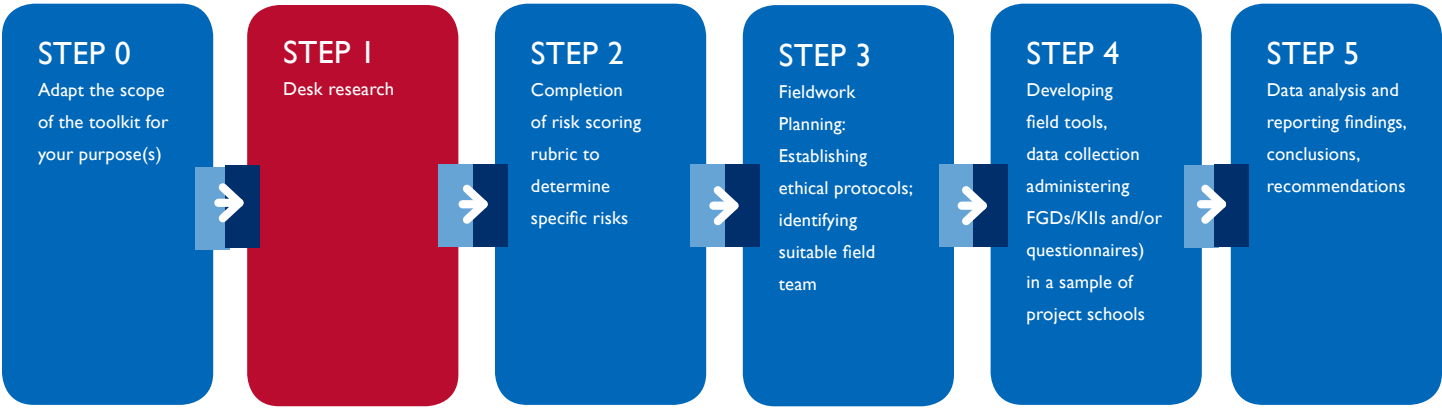 STEP 0
Adapt the scope
of the toolkit for
your purpose(s)
STEP 1
Desk research
STEP 2
Completion
of risk scoring
rubric to
determine
specific risks
STEP 3
Fieldwork
Planning:
Establishing
ethical protocols;
identifying
suitable field
team
STEP 4
Developing
field tools,
data collection
administering
FGDs/KIIs and/or
questionnaires)
in a sample of
project schools
STEP 5
Data analysis and
reporting findings,
conclusions,
recommendations